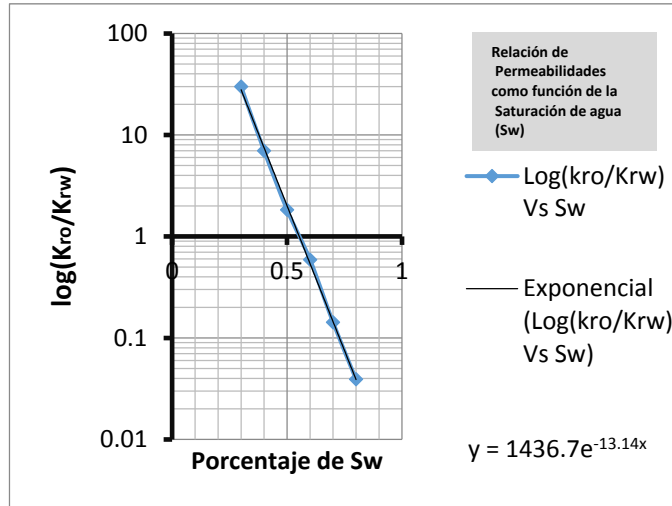 100
10
1
0.1
0.01
0
0.5
1
log(Kro/Krw)
Porcentaje de Sw
Relación de
Permeabilidades
como función de la
Saturación de agua
(Sw)
Log(kro/Krw)
Vs Sw
Exponencial
(Log(kro/Krw)
Vs Sw)
y = 1436.7e-13.14x